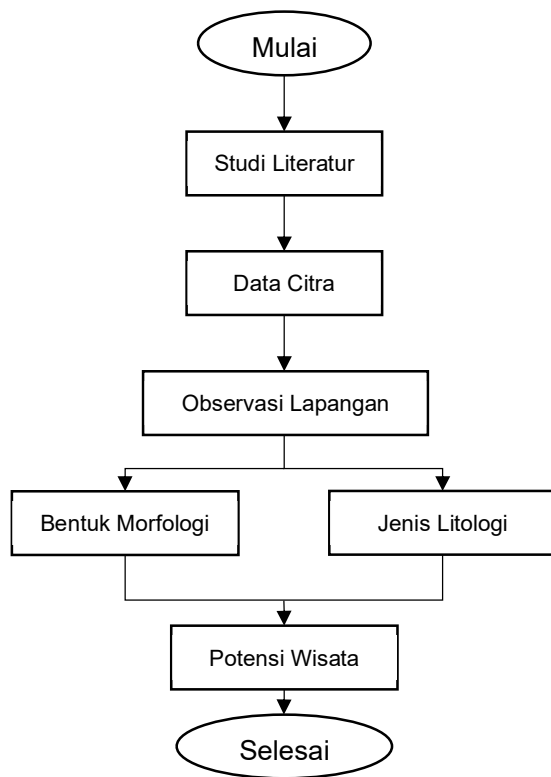 Mulai
Studi Literatur
Data Citra
Observasi Lapangan
Bentuk Morfologi
Jenis Litologi
Potensi Wisata
Selesai